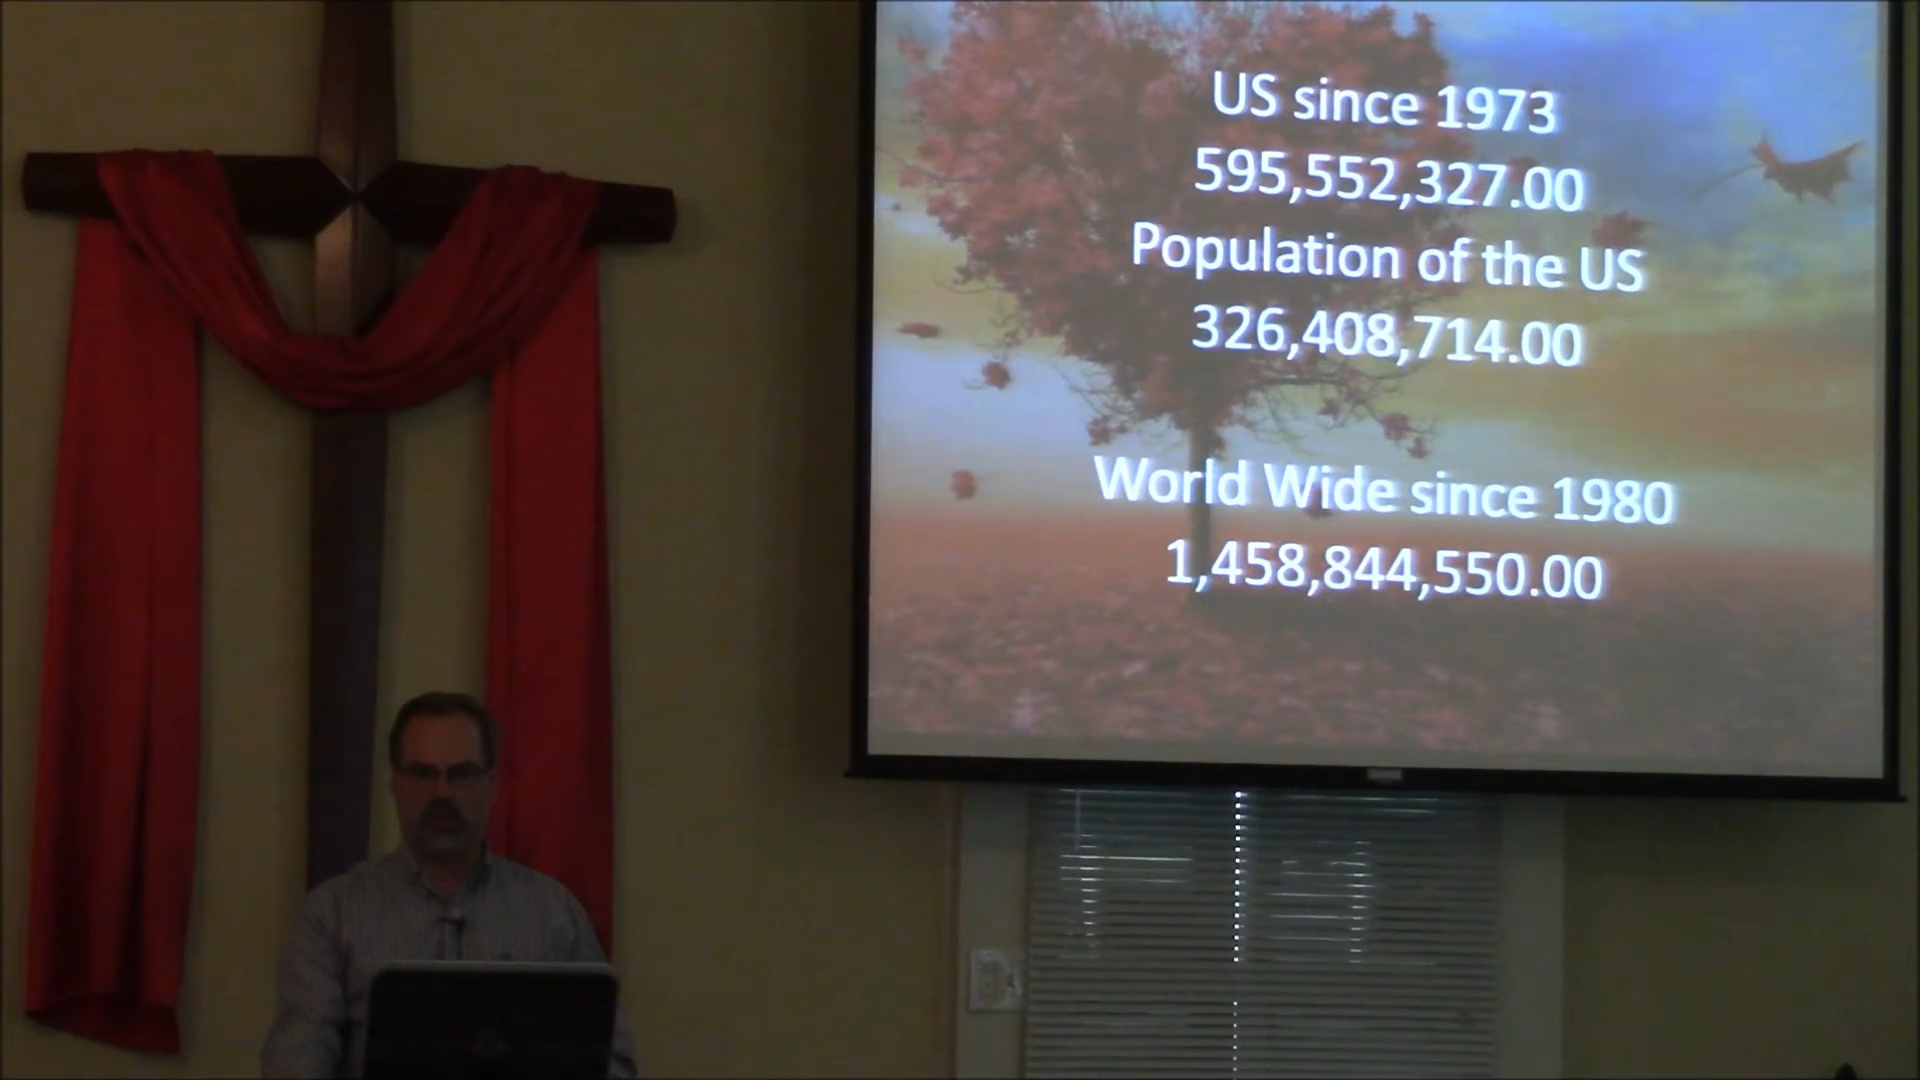 US since 1973
595,552,327.00
Population of the US
326,408,714.00
World Wide since 1980
1,458,844,550.00